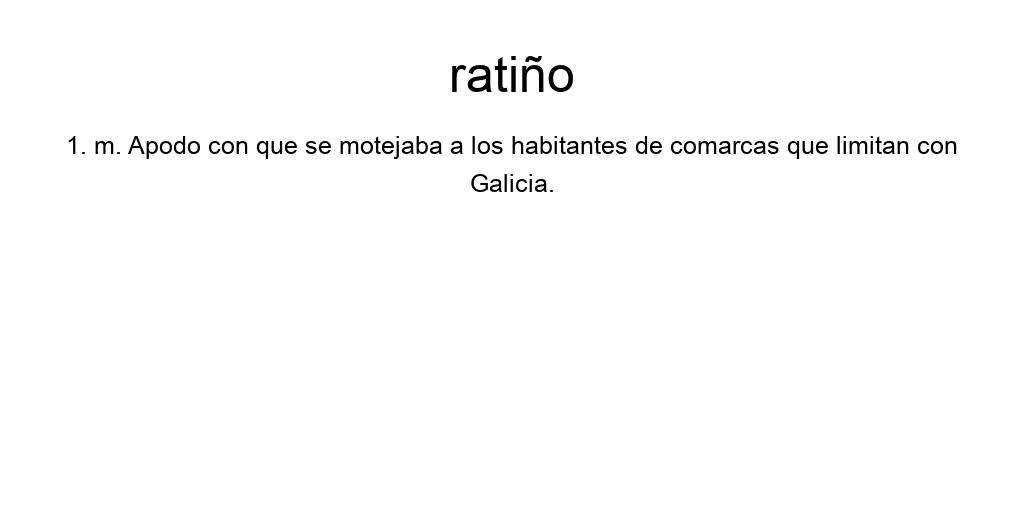 ratiño
1. m. Apodo con que se motejaba a los habitantes de comarcas que limitan con
Galicia.